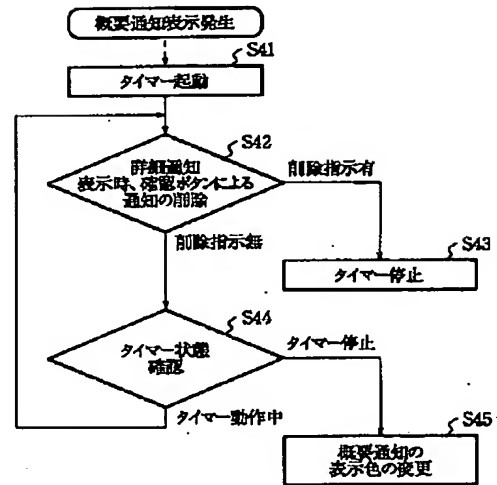 概要通知表示発生
S41
タイマー起動
S42
詳細通知
表示時、確認ボタンによる
通知の削除
削除指示有
削除指示無
S43
タイマー停止
S44
タイマー状態
確認
タイマー停止
タイマー動作中
S45
概要通知の
表示色の変更